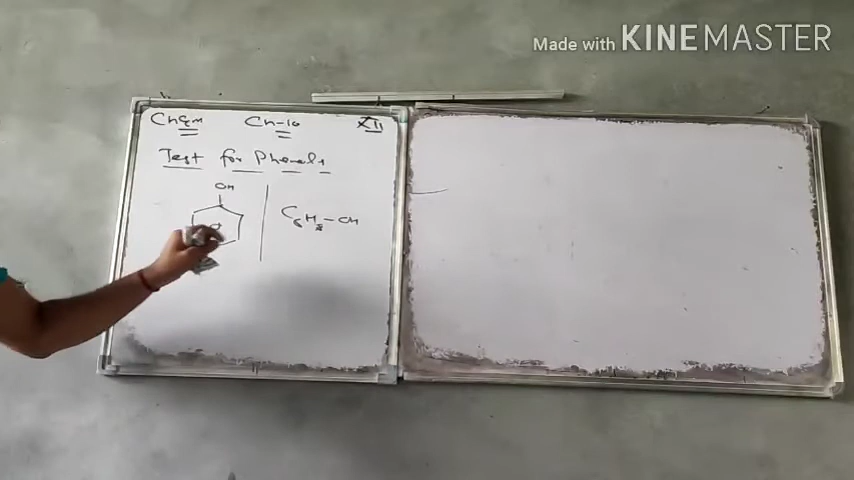 Made with KINEMASTER
Chem Ch-10 XII
Test for Phenols
OH
C6H5-OH